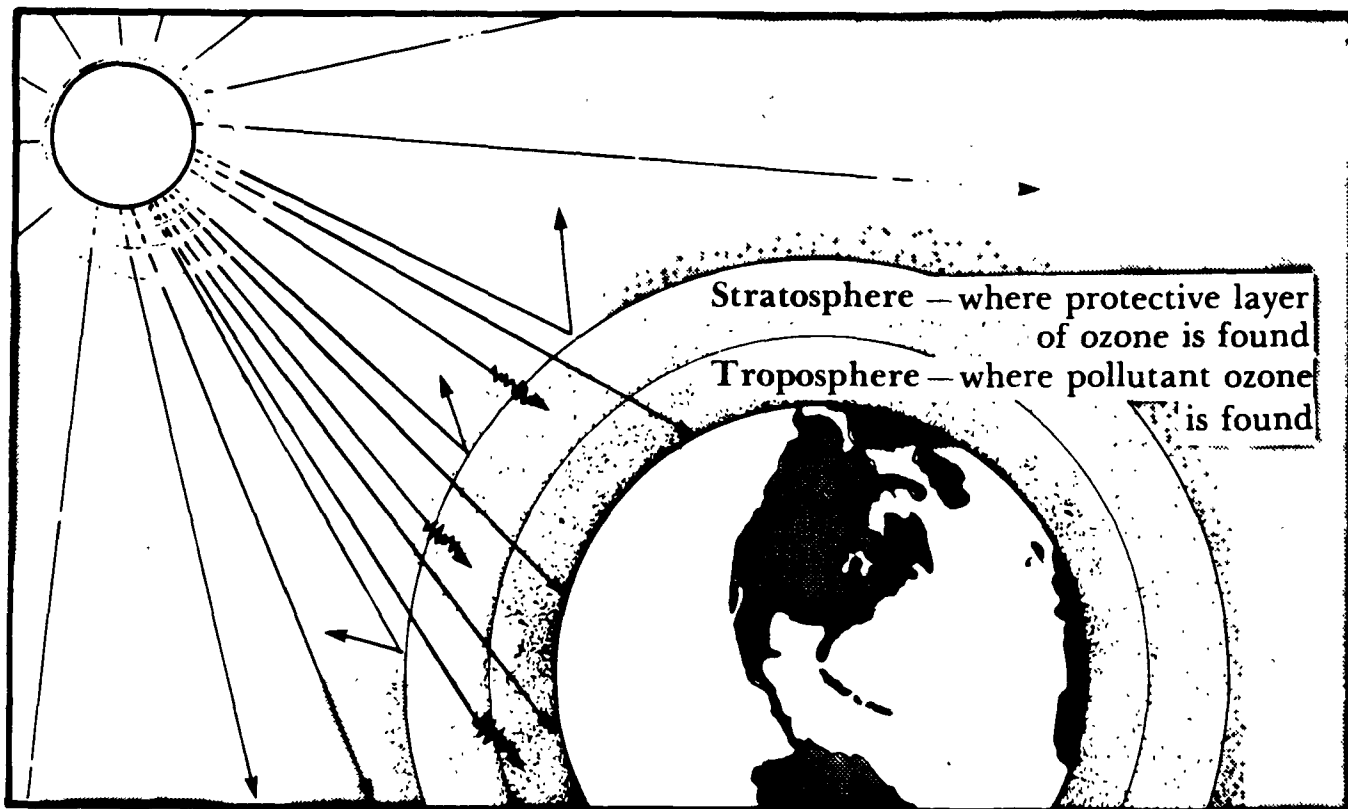 Stratosphere — where protective layer
of ozone is found
Troposphere — where pollutant ozone
is found